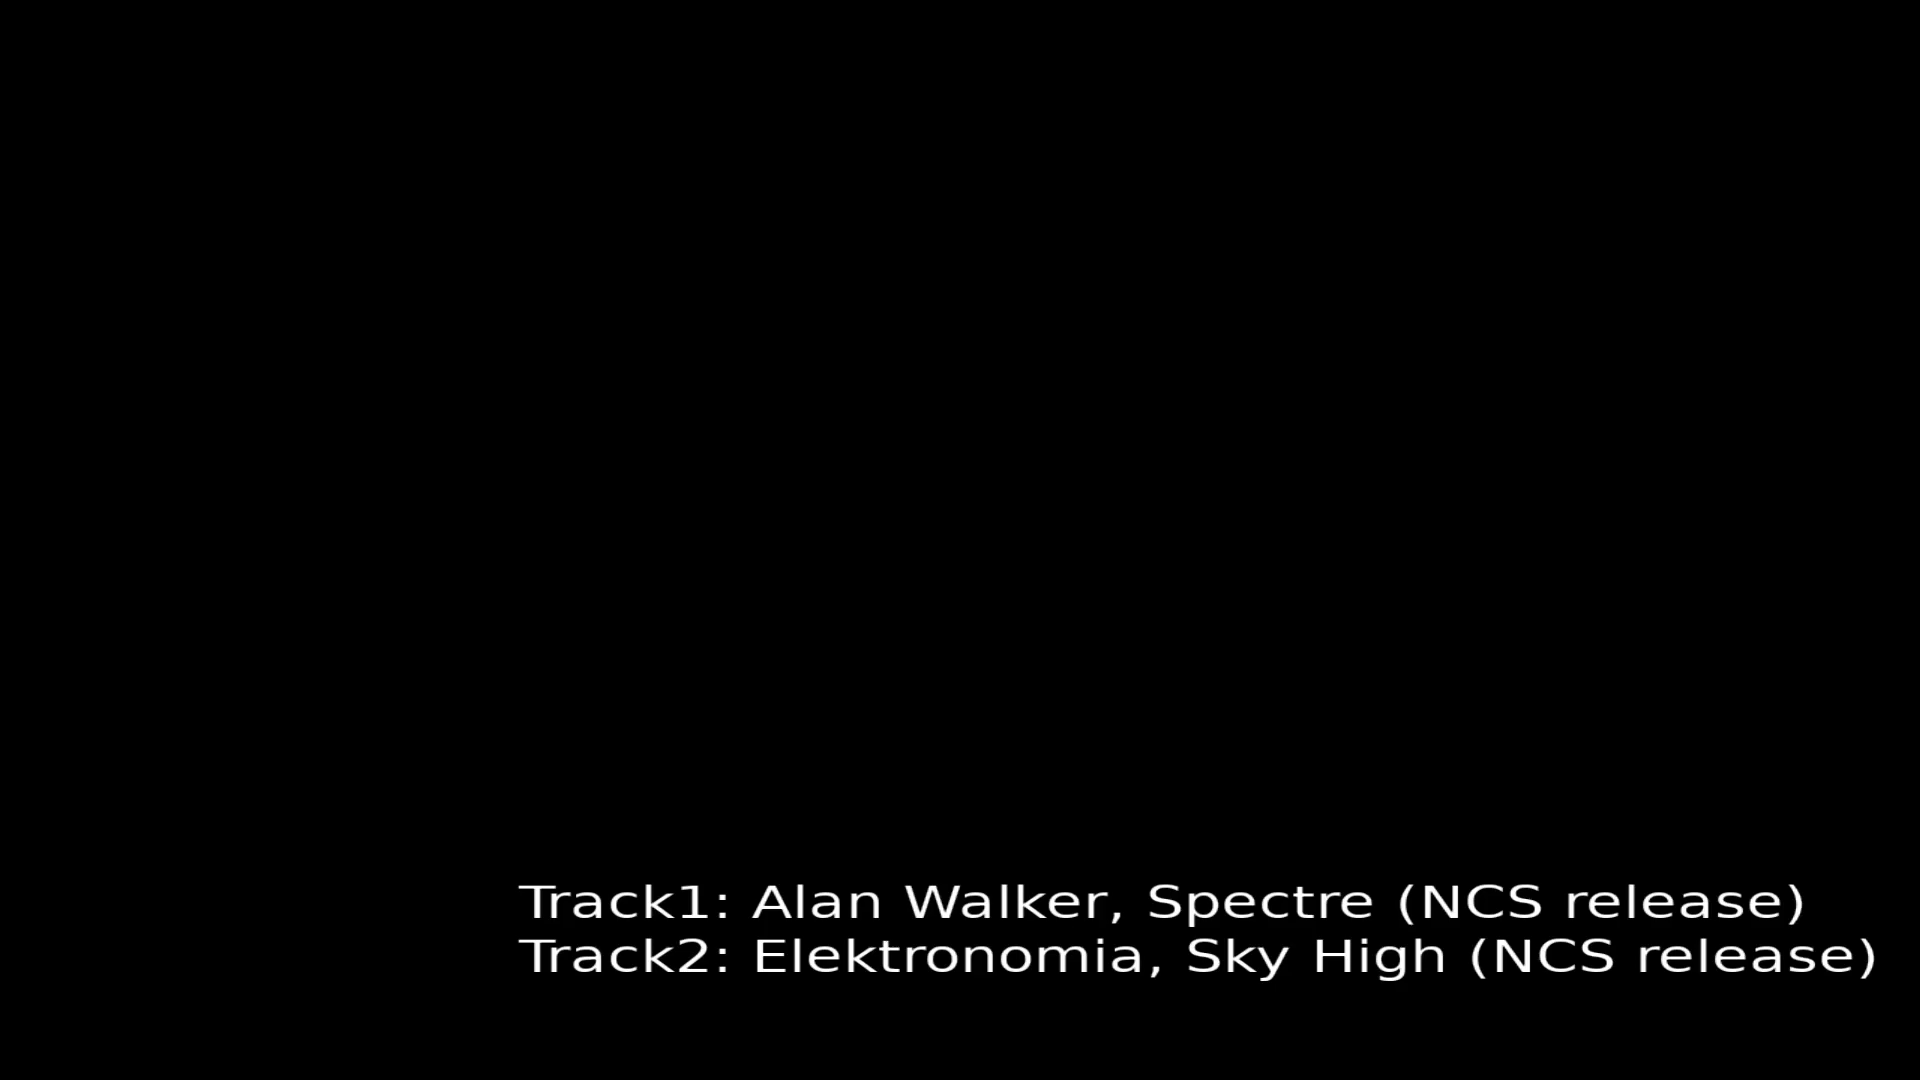 Track1: Alan Walker, Spectre (NCS release)
Track2: Elektronomia, Sky High (NCS release)